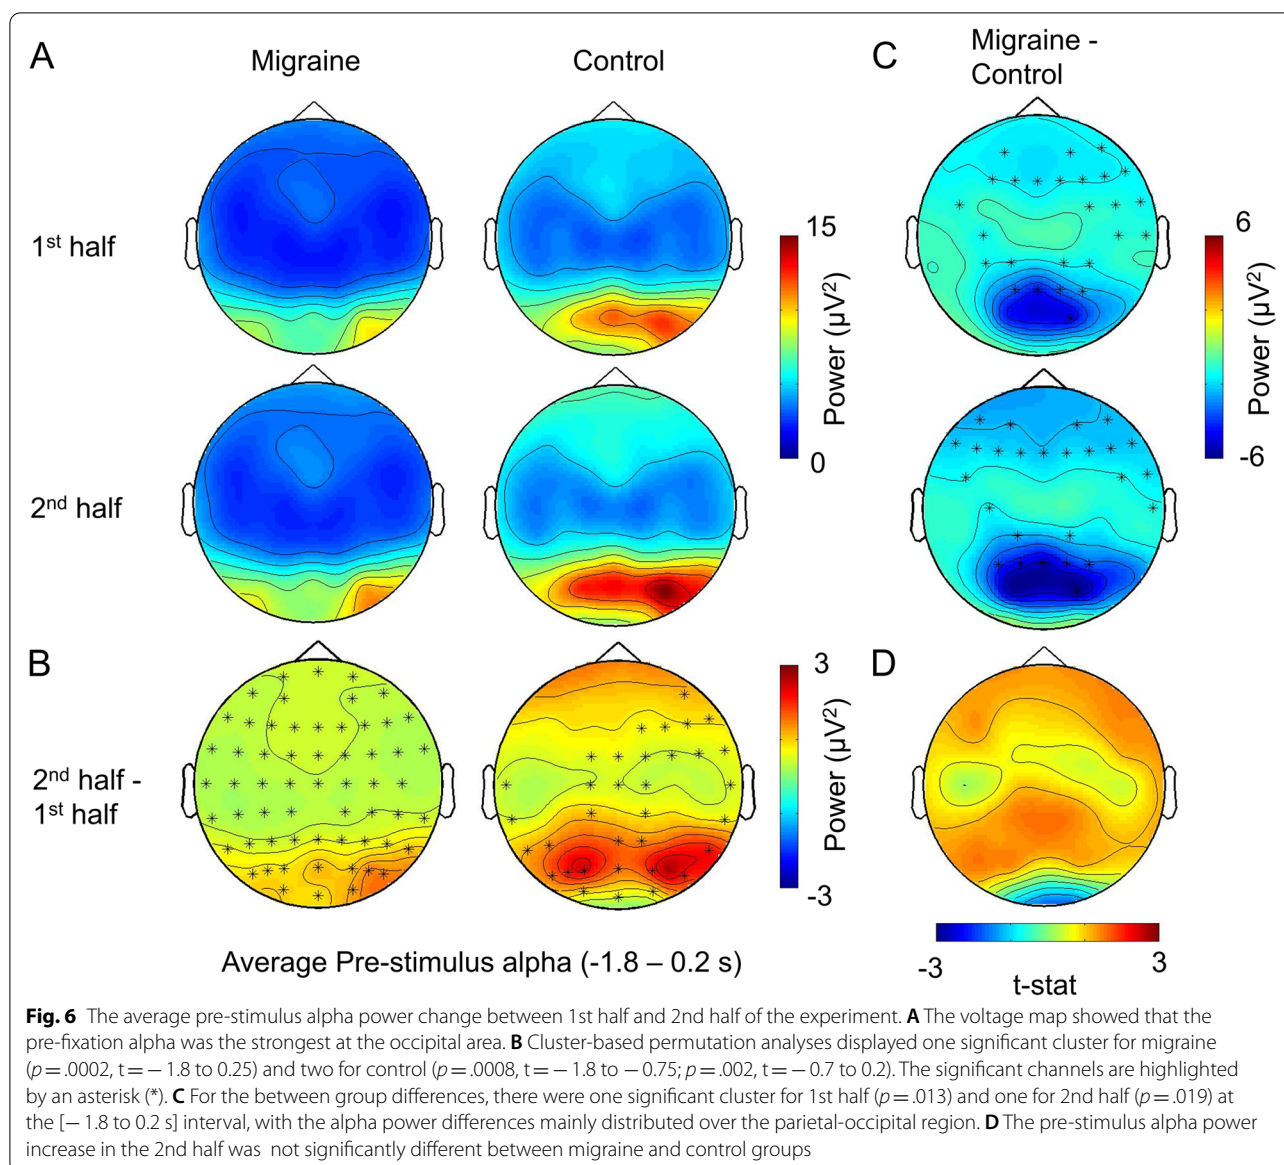 A
Migraine
Control
C
Migraine -
Control
1st half
15
Power (µV²)
0
6
Power (µV²)
-6
2nd half
B
2nd half -
1st half
3
Power (µV²)
-3
D
-3
3
t-stat
Average Pre-stimulus alpha (-1.8 – 0.2 s)
Fig. 6 The average pre-stimulus alpha power change between 1st half and 2nd half of the experiment. A The voltage map showed that the
pre-fixation alpha was the strongest at the occipital area. B Cluster-based permutation analyses displayed one significant cluster for migraine
(p = .0002, t = − 1.8 to 0.25) and two for control (p = .0008, t = − 1.8 to − 0.75; p = .002, t = − 0.7 to 0.2). The significant channels are highlighted
by an asterisk (*). C For the between group differences, there were one significant cluster for 1st half (p = .013) and one for 2nd half (p = .019) at
the [− 1.8 to 0.2 s] interval, with the alpha power differences mainly distributed over the parietal-occipital region. D The pre-stimulus alpha power
increase in the 2nd half was not significantly different between migraine and control groups